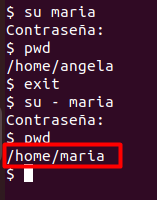 $ su maria
Contraseña:
$ pwd
/home/angela
$ exit
$ su - maria
Contraseña:
$ pwd
/home/maria
$